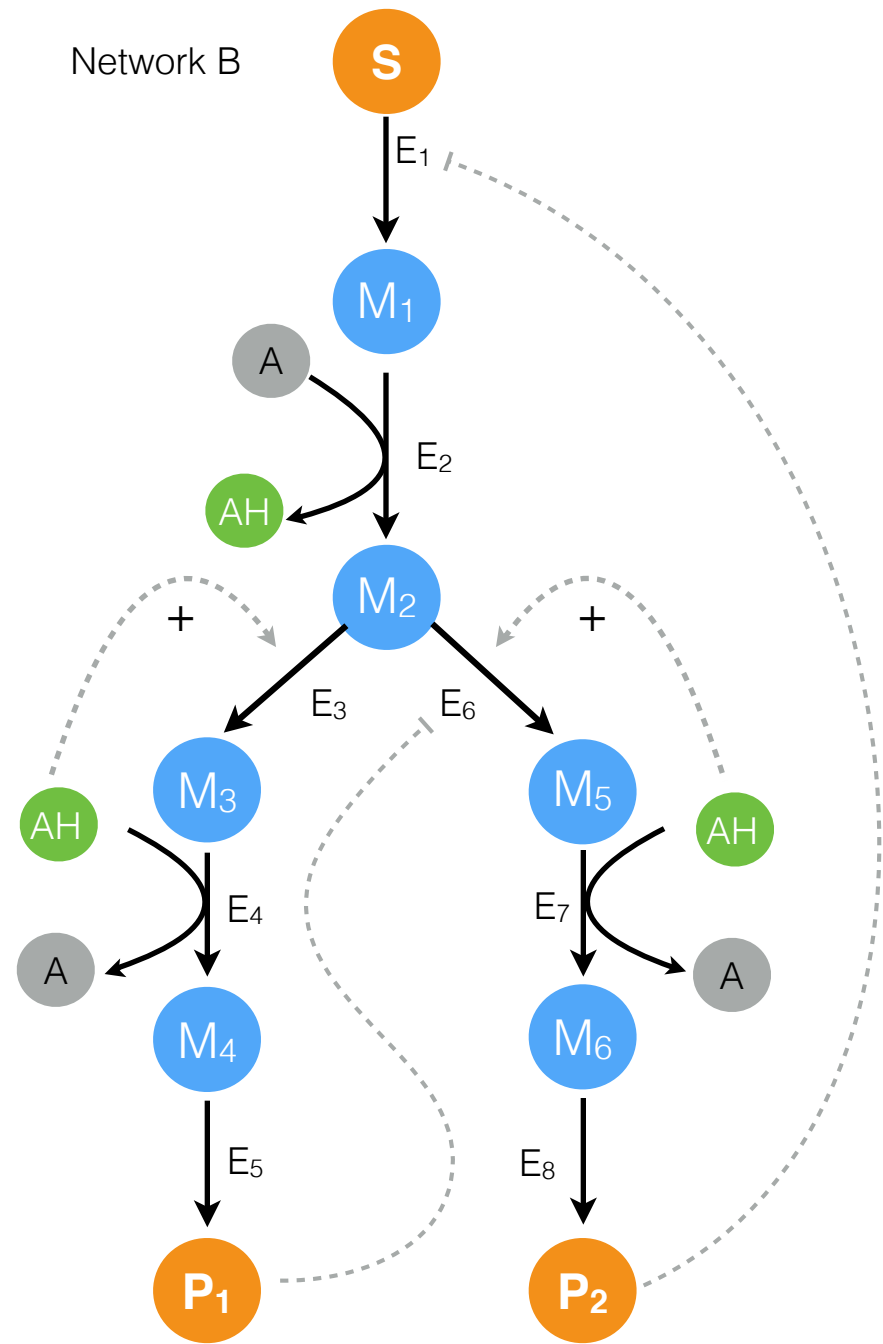 Network B
S
E₁
M₁
A
E₂
AH
M₂
+
+
E₃
E₆
M₃
M₅
AH
AH
E₄
E₇
A
A
M₄
M₆
E₅
E₈
P₁
P₂